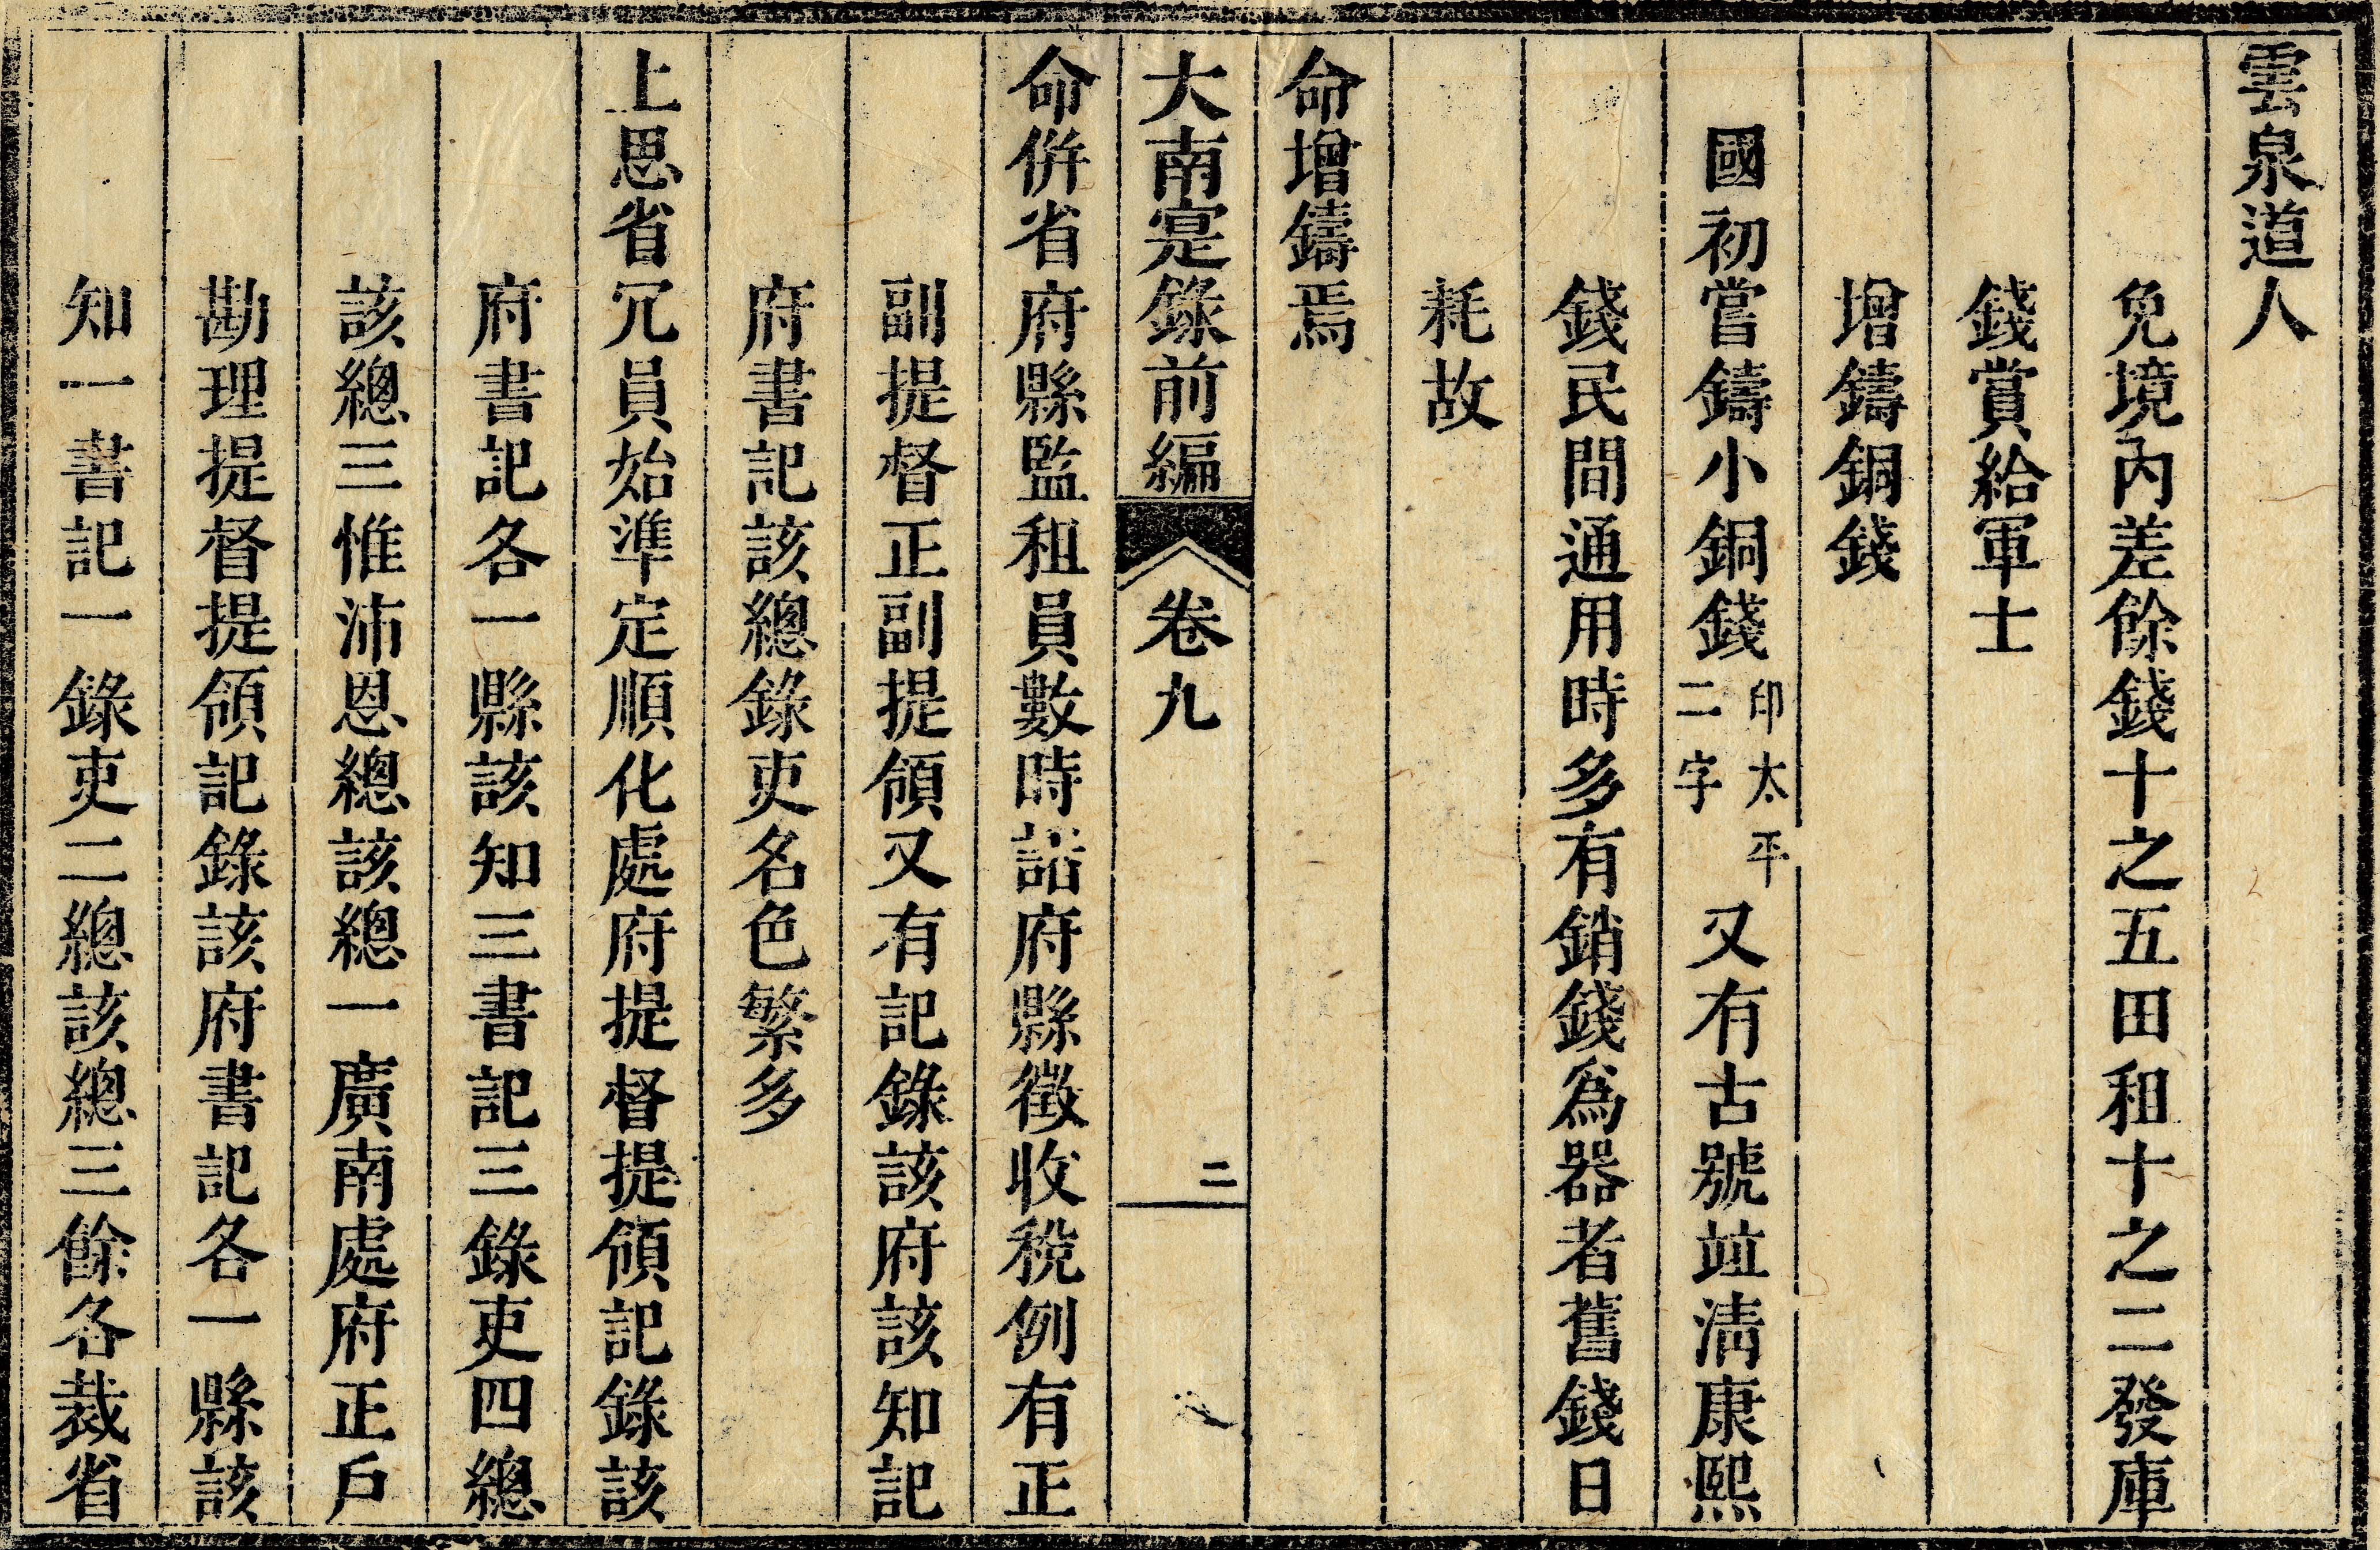 雲泉道人
免境內差餘錢十之五田租十之二發庫
錢賞給軍士
增鑄銅錢
國初嘗鑄小銅錢印太平二字又有古號竝淸康熙
錢民間通用時多有銷錢爲器者舊錢日
耗故
命增鑄焉
大南寔錄前編 卷九 二
命併省府縣監租員數時諸府縣徵收稅例有正
副提督正副提領又有記錄該府該知記
府書記該總錄吏名色繁多
上思省冗員始準定順化處府提督提領記錄該
府書記各一縣該知三書記三錄吏四總
該總三惟沛恩總該總一廣南處府正戶
勘理提督提領記錄該府書記各一縣該
知一書記一錄吏二總該總三餘各裁省